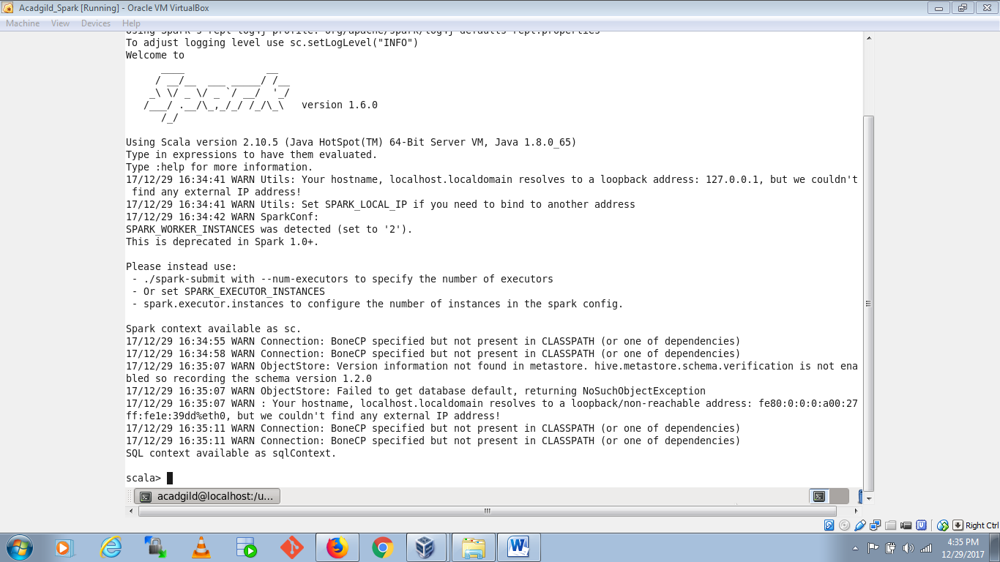 Acadgild_Spark [Running] - Oracle VM VirtualBox
Machine View Devices Help
Using Spark's repl log4j profile: org/apache/spark/log4j-defaults-repl.properties
To adjust logging level use sc.setLogLevel("INFO")
Welcome to
      ____              __
     / __/__  ___ _____/ /__
    _\ \/ _ \/ _ `/ __/  '_/
   /___/ .__/\_,_/_/ /_/\_\   version 1.6.0
      /_/
Using Scala version 2.10.5 (Java HotSpot(TM) 64-Bit Server VM, Java 1.8.0_65)
Type in expressions to have them evaluated.
Type :help for more information.
17/12/29 16:34:41 WARN Utils: Your hostname, localhost.localdomain resolves to a loopback address: 127.0.0.1, but we couldn't
 find any external IP address!
17/12/29 16:34:41 WARN Utils: Set SPARK_LOCAL_IP if you need to bind to another address
17/12/29 16:34:42 WARN SparkConf:
SPARK_WORKER_INSTANCES was detected (set to '2').
This is deprecated in Spark 1.0+.
Please instead use:
 - ./spark-submit with --num-executors to specify the number of executors
 - Or set SPARK_EXECUTOR_INSTANCES
 - spark.executor.instances to configure the number of instances in the spark config.
Spark context available as sc.
17/12/29 16:34:55 WARN Connection: BoneCP specified but not present in CLASSPATH (or one of dependencies)
17/12/29 16:34:58 WARN Connection: BoneCP specified but not present in CLASSPATH (or one of dependencies)
17/12/29 16:35:07 WARN ObjectStore: Version information not found in metastore. hive.metastore.schema.verification is not ena
bled so recording the schema version 1.2.0
17/12/29 16:35:07 WARN ObjectStore: Failed to get database default, returning NoSuchObjectException
17/12/29 16:35:07 WARN : Your hostname, localhost.localdomain resolves to a loopback/non-reachable address: fe80:0:0:0:a00:27
ff:fe1e:39dd%eth0, but we couldn't find any external IP address!
17/12/29 16:35:11 WARN Connection: BoneCP specified but not present in CLASSPATH (or one of dependencies)
17/12/29 16:35:11 WARN Connection: BoneCP specified but not present in CLASSPATH (or one of dependencies)
SQL context available as sqlContext.
scala>
acadgild@localhost:/u...
Right Ctrl
4:35 PM
12/29/2017